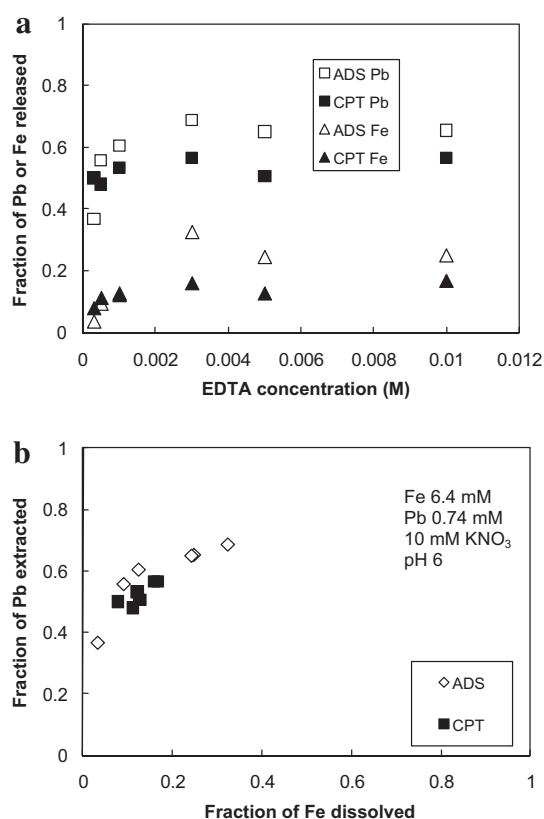 a
1
0.8
0.6
0.4
0.2
0
Fraction of Pb or Fe released
ADS Pb
CPT Pb
ADS Fe
CPT Fe
0 0.002 0.004 0.006 0.008 0.01 0.012
EDTA concentration (M)
b
1
0.8
0.6
0.4
0.2
0
Fraction of Pb extracted
Fe 6.4 mM
Pb 0.74 mM
10 mM KNO₃
pH 6
ADS
CPT
0 0.2 0.4 0.6 0.8 1
Fraction of Fe dissolved